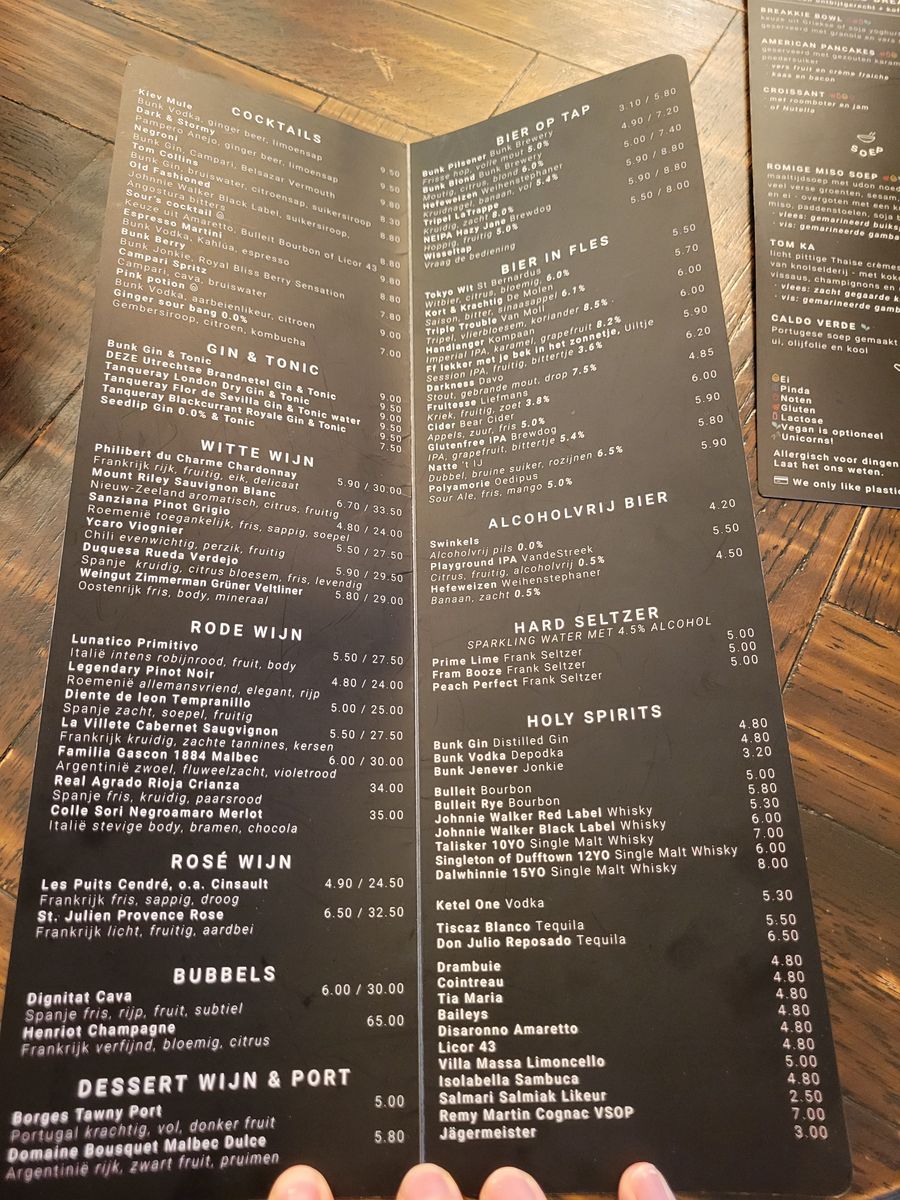 COCKTAILS
Kiev Mule
Bunk Vodka, ginger beer, limoensap 9.50
Dark & Stormy
Pampero Anejo, ginger beer, limoensap 9.50
Negroni
Bunk Gin, Campari, Belsazar Vermouth 9.80
Tom Collins
Bunk Gin, bruiswater, citroensap, suikersiroop 8.30
Old Fashioned
Johnnie Walker Black Label, suikersiroop, 8.80
Angostura bitters
Sour's cocktail
Keuze uit Amaretto, Bulleit Bourbon of Licor 43 8.80
Espresso Martini
Bunk Vodka, Kahlúa, espresso 9.80
Bunk Berry
Bunk Jonkie, Royal Bliss Berry Sensation 8.80
Campari Spritz
Campari, cava, bruiswater 7.80
Pink potion
Bunk Vodka, aarbeienlikeur, citroen 9.00
Ginger sour bang 0.0%
Gembersiroop, citroen, kombucha 7.00
GIN & TONIC
Bunk Gin & Tonic 9.00
DEZE Utrechtse Brandnetel Gin & Tonic 9.50
Tanqueray London Dry Gin & Tonic 9.00
Tanqueray Flor de Sevilla Gin & Tonic water 9.50
Tanqueray Blackcurrant Royale Gin & Tonic 9.50
Seedlip Gin 0.0% & Tonic 7.50
WITTE WIJN
Philibert du Charme Chardonnay 5.90 / 30.00
Frankrijk rijk, fruitig, eik, delicaat
Mount Riley Sauvignon Blanc 6.70 / 33.50
Nieuw-Zeeland aromatisch, citrus, fruitig
Sanziana Pinot Grigio 4.80 / 24.00
Roemenië toegankelijk, fris, sappig, soepel
Ycaro Viognier 5.50 / 27.50
Chili evenwichtig, perzik, fruitig
Duquesa Rueda Verdejo 5.90 / 29.50
Spanje kruidig, citrus bloesem, fris, levendig
Weingut Zimmerman Grüner Veltliner 5.80 / 29.00
Oostenrijk fris, body, mineraal
RODE WIJN
Lunatico Primitivo 5.50 / 27.50
Italië intens robijnrood, fruit, body
Legendary Pinot Noir 4.80 / 24.00
Roemenië allemansvriend, elegant, rijp
Diente de leon Tempranillo 5.00 / 25.00
Spanje zacht, soepel, fruitig
La Villete Cabernet Saugvignon 5.50 / 27.50
Frankrijk kruidig, zachte tannines, kersen
Familia Gascon 1884 Malbec 6.00 / 30.00
Argentinië zwoel, fluweelzacht, violetrood
Real Agrado Rioja Crianza 34.00
Spanje fris, kruidig, paarsrood
Colle Sori Negroamaro Merlot 35.00
Italië stevige body, bramen, chocola
ROSÉ WIJN
Les Puits Cendré, o.a. Cinsault 4.90 / 24.50
Frankrijk fris, sappig, droog
St. Julien Provence Rose 6.50 / 32.50
Frankrijk licht, fruitig, aardbei
BUBBELS
Dignitat Cava 6.00 / 30.00
Spanje fris, rijp, fruit, subtiel
Henriot Champagne 65.00
Frankrijk verfijnd, bloemig, citrus
DESSERT WIJN & PORT
Borges Tawny Port 5.00
Portugal krachtig, vol, donker fruit
Domaine Bousquet Malbec Dulce 5.80
Argentinië rijk, zwart fruit, pruimen
BIER OP TAP
Bunk Pilsener Bunk Brewery 3.10 / 5.80
Frisse hop, volle mout 5.0%
Bunk Blond Bunk Brewery 4.90 / 7.20
Moutig, citrus, blond 6.0%
Hefeweizen Weihenstephaner 5.00 / 7.40
Kruidnagel, banaan, vol 5.4%
Isid'or LaTrappe 5.90 / 8.80
Kruidig, zacht 8.0%
NEIPA Hazy Jane Brewdog 5.90 / 8.80
Hoppig, fruitig 5.0%
Wisseltap 5.50 / 8.00
Vraag de bediening
BIER IN FLES
Tokyo Wit St Bernardus 5.50
Witbier, citrus, bloemig, 6,0%
Kort & Krachtig De Molen 5.70
Saison, bitter, sinaasappel 6.1%
Triple Trouble Van Moll 6.00
Tripel, vlierbloesem, koriander 8.5%
Handlanger Kompaan 6.00
Imperial IPA, karamel, grapefruit 8.2%
Ff lekker met je bek in het zonnetje, Uiltje 5.90
Session IPA, fruitig, bittertje 3.6%
Darkness Davo 6.20
Stout, gebrande mout, drop 7.5%
Fruitesse Liefmans 4.85
Kriek, fruitig, zoet 3.8%
Cider Bear Cider 6.00
Appels, zuur, fris 5.0%
Glutenfree IPA Brewdog 5.90
IPA, grapefruit, bittertje 5.4%
Natte 't IJ 5.80
Dubbel, bruine suiker, rozijnen 6.5%
Polyamorie Oedipus 5.90
Sour Ale, fris, mango 5.0%
ALCOHOLVRIJ BIER
Swinkels 4.20
Alcoholvrij pils 0.0%
Playground IPA VandeStreek 5.50
Citrus, fruitig, alcoholvrij 0.5%
Hefeweizen Weihenstephaner 4.50
Banaan, zacht 0.5%
HARD SELTZER
SPARKLING WATER MET 4.5% ALCOHOL
Prime Lime Frank Seltzer 5.00
Fram Booze Frank Seltzer 5.00
Peach Perfect Frank Seltzer 5.00
HOLY SPIRITS
Bunk Gin Distilled Gin 4.80
Bunk Vodka Depodka 4.80
Bunk Jenever Jonkie 3.20
Bulleit Bourbon 5.00
Bulleit Rye Bourbon 5.80
Johnnie Walker Red Label Whisky 5.30
Johnnie Walker Black Label Whisky 6.00
Talisker 10YO Single Malt Whisky 7.00
Singleton of Dufftown 12YO Single Malt Whisky 6.00
Dalwhinnie 15YO Single Malt Whisky 8.00
Ketel One Vodka 5.30
Tiscaz Blanco Tequila 5.50
Don Julio Reposado Tequila 6.50
Drambuie 4.80
Cointreau 4.80
Tia Maria 4.80
Baileys 4.80
Disaronno Amaretto 4.80
Licor 43 4.80
Villa Massa Limoncello 5.00
Isolabella Sambuca 4.80
Salmari Salmiak Likeur 2.50
Remy Martin Cognac VSOP 7.00
Jägermeister 3.00
BREAKKIE BOWL
keuze uit Griekse of soja yoghurt
geserveerd met granola en vers
AMERICAN PANCAKES
geserveerd met gezouten karam
poedersuiker
· vers fruit en crème fraiche
· kaas en bacon
CROISSANT
· met roomboter en jam
of Nutella
SOEP
ROMIGE MISO SOEP
maaltijdsoep met udon noed
veel verse groenten, sesam,
en ei - overgoten met een k
miso, paddenstoelen, soja b
· vlees: gemarineerd buiksp
· vis: gemarineerde gamba
TOM KA
licht pittige Thaise crèmes
van knolselderij - met koko
vissaus, champignons en
· vlees: zacht gegaarde k
· vis: gemarineerde gam
CALDO VERDE
Portugese soep gemaakt
ui, olijfolie en kool
Ei
Pinda
Noten
Gluten
Lactose
Vegan is optioneel
Unicorns!
Allergisch voor dingen
Laat het ons weten.
We only like plastic